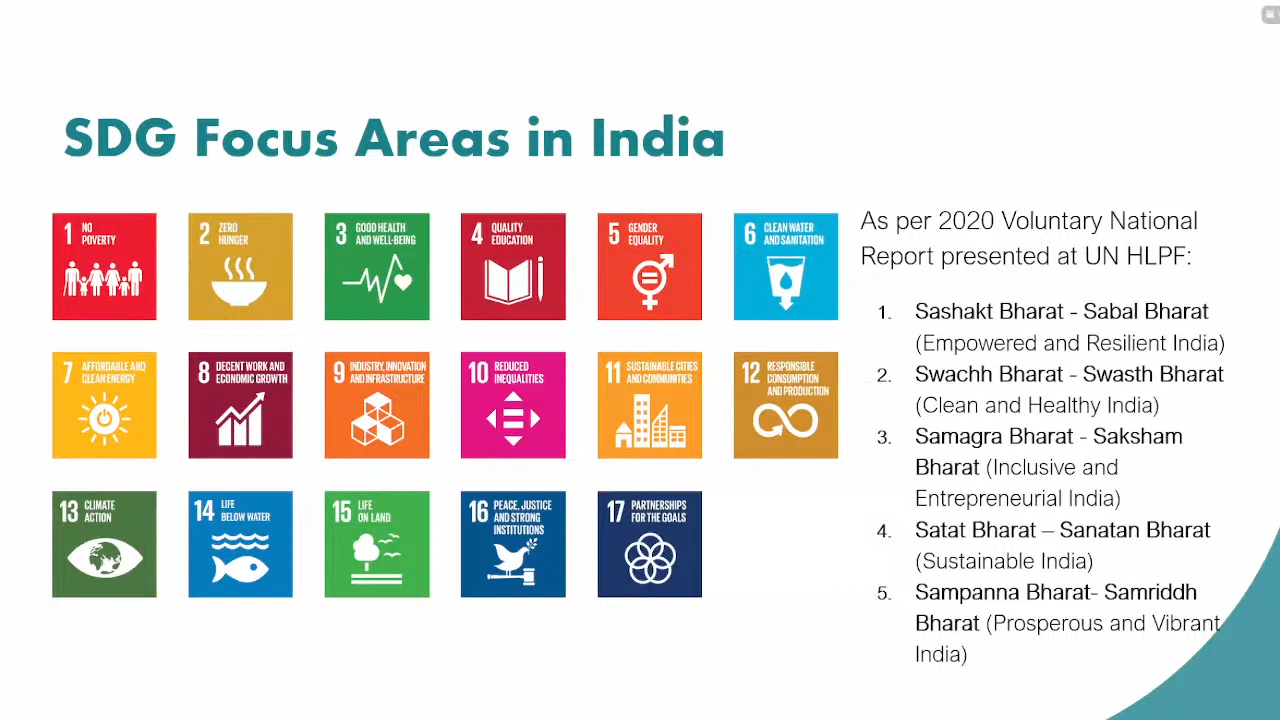 SDG Focus Areas in India
1 NO
POVERTY
2 ZERO
HUNGER
3 GOOD HEALTH
AND WELL-BEING
4 QUALITY
EDUCATION
5 GENDER
EQUALITY
6 CLEAN WATER
AND SANITATION
7 AFFORDABLE AND
CLEAN ENERGY
8 DECENT WORK AND
ECONOMIC GROWTH
9 INDUSTRY, INNOVATION
AND INFRASTRUCTURE
10 REDUCED
INEQUALITIES
11 SUSTAINABLE CITIES
AND COMMUNITIES
12 RESPONSIBLE
CONSUMPTION
AND PRODUCTION
13 CLIMATE
ACTION
14 LIFE
BELOW WATER
15 LIFE
ON LAND
16 PEACE, JUSTICE
AND STRONG
INSTITUTIONS
17 PARTNERSHIPS
FOR THE GOALS
As per 2020 Voluntary National
Report presented at UN HLPF:
1. Sashakt Bharat - Sabal Bharat
(Empowered and Resilient India)
2. Swachh Bharat - Swasth Bharat
(Clean and Healthy India)
3. Samagra Bharat - Saksham
Bharat (Inclusive and
Entrepreneurial India)
4. Satat Bharat – Sanatan Bharat
(Sustainable India)
5. Sampanna Bharat- Samriddh
Bharat (Prosperous and Vibrant
India)